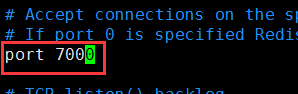 # Accept connections on the sp
# If port 0 is specified Redis
port 7000
# TCP listen() backlog